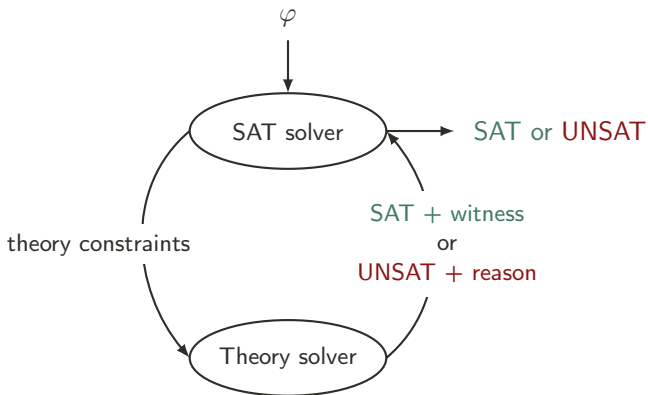 φ
SAT solver
SAT or UNSAT
SAT + witness
theory constraints
or
UNSAT + reason
Theory solver